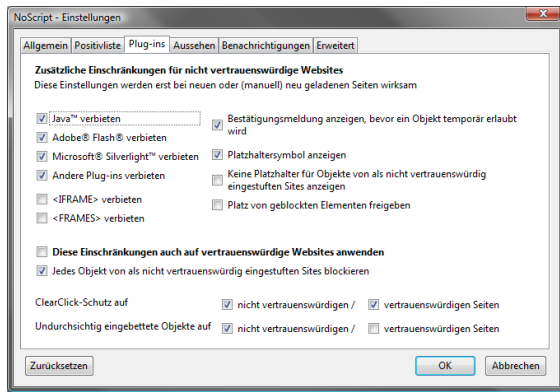 NoScript - Einstellungen
Allgemein Positivliste Plug-ins Aussehen Benachrichtigungen Erweitert
Zusätzliche Einschränkungen für nicht vertrauenswürdige Websites
Diese Einstellungen werden erst bei neuen oder (manuell) neu geladenen Seiten wirksam
Java™ verbieten
Adobe® Flash® verbieten
Microsoft® Silverlight™ verbieten
Andere Plug-ins verbieten
<IFRAME> verbieten
<FRAMES> verbieten
Bestätigungsmeldung anzeigen, bevor ein Objekt temporär erlaubt
wird
Platzhaltersymbol anzeigen
Keine Platzhalter für Objekte von als nicht vertrauenswürdig
eingestuften Sites anzeigen
Platz von geblockten Elementen freigeben
Diese Einschränkungen auch auf vertrauenswürdige Websites anwenden
Jedes Objekt von als nicht vertrauenswürdig eingestuften Sites blockieren
ClearClick-Schutz auf nicht vertrauenswürdigen / vertrauenswürdigen Seiten
Undurchsichtig eingebettete Objekte auf nicht vertrauenswürdigen / vertrauenswürdigen Seiten
Zurücksetzen OK Abbrechen